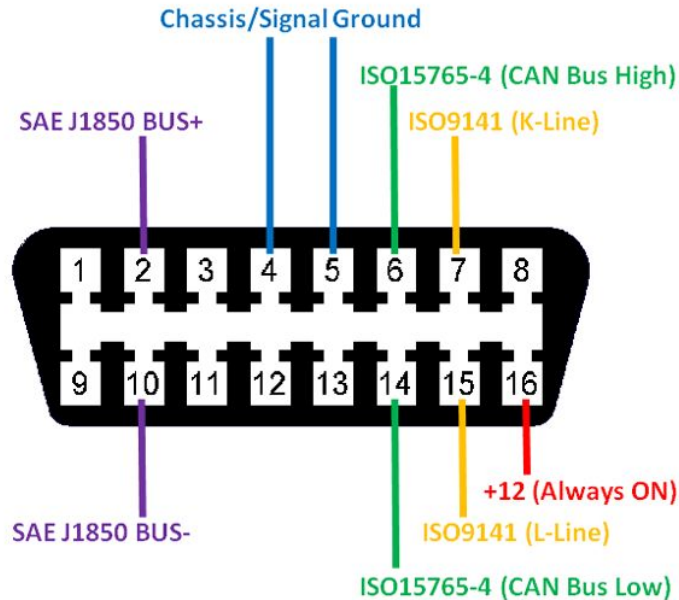 Chassis/Signal Ground
ISO15765-4 (CAN Bus High)
SAE J1850 BUS+
ISO9141 (K-Line)
1 2 3 4 5 6 7 8
9 10 11 12 13 14 15 16
+12 (Always ON)
SAE J1850 BUS-
ISO9141 (L-Line)
ISO15765-4 (CAN Bus Low)